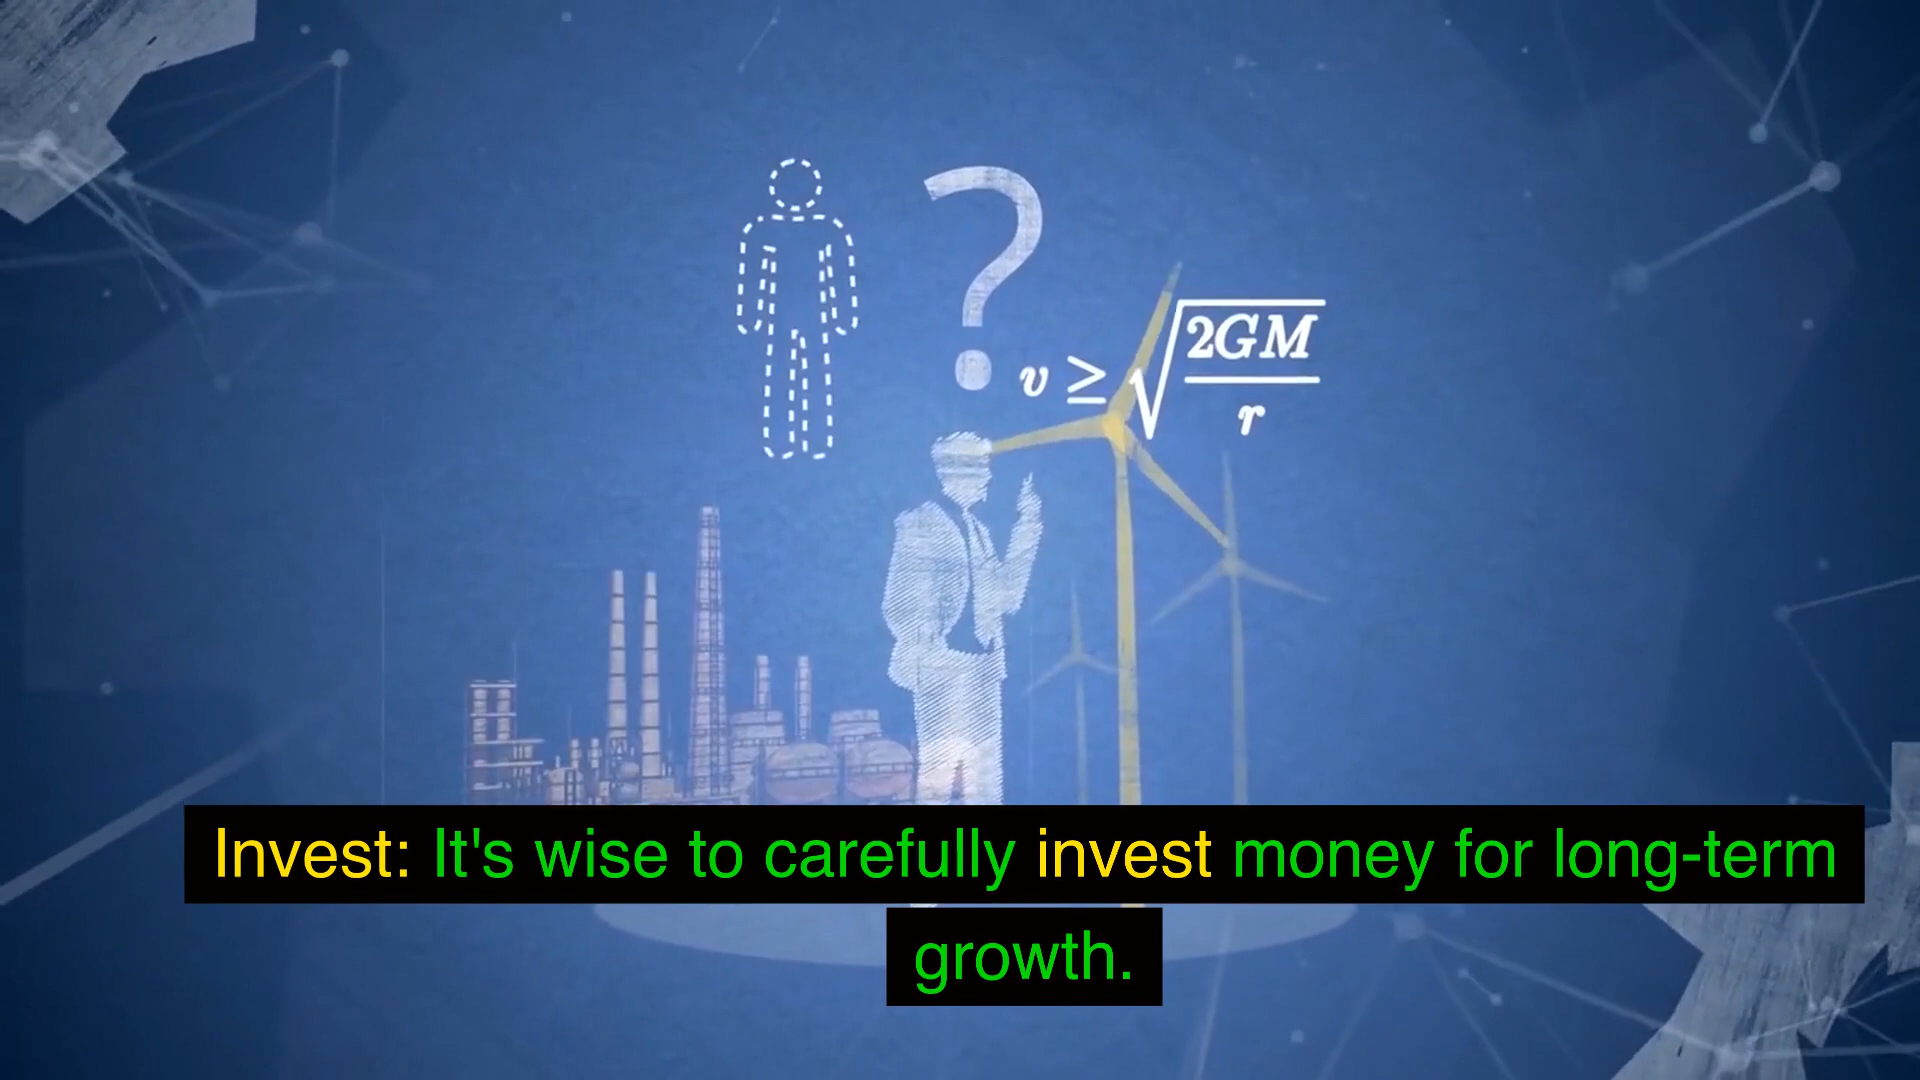 ?
v ≥ √(2GM/r)
Invest: It's wise to carefully invest money for long-term
growth.